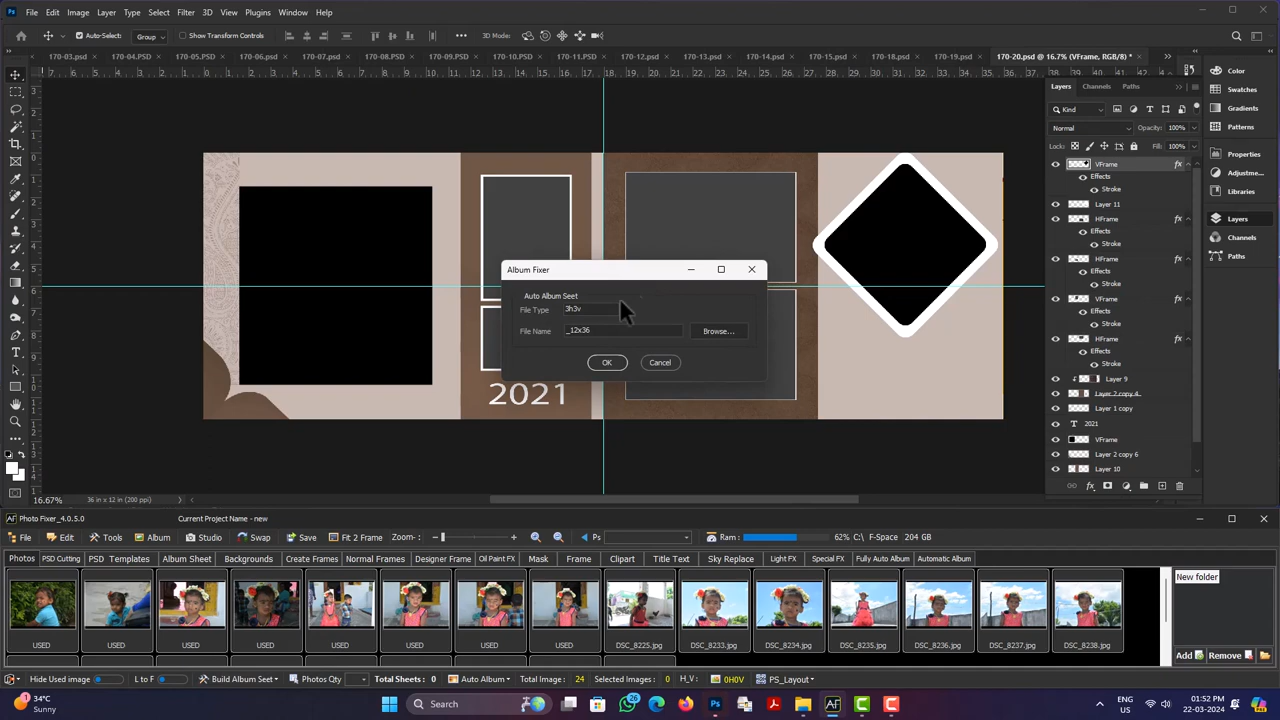 Ps File Edit Image Layer Type Select Filter 3D View Plugins Window Help
Auto-Select: Group Show Transform Controls 3D Mode:
170-03.psd 170-04.PSD 170-05.PSD 170-06.psd 170-07.psd 170-08.PSD 170-09.PSD 170-10.PSD 170-11.PSD 170-12.psd 170-13.psd 170-14.psd 170-15.psd 170-18.psd 170-19.psd 170-20.psd @ 16.7% (VFrame, RGB/8) *
Layers Channels Paths
Kind
Normal Opacity: 100%
Lock: Fill: 100%
VFrame fx
Effects
Stroke
Layer 11
HFrame fx
Effects
Stroke
HFrame fx
Effects
Stroke
VFrame fx
Effects
Stroke
HFrame fx
Effects
Stroke
Layer 9
Layer 2 copy 4
Layer 1 copy
T 2021
VFrame
Layer 2 copy 6
Layer 10
Color
Swatches
Gradients
Patterns
Properties
Adjustme...
Libraries
Layers
Channels
Paths
Album Fixer
Auto Album Seet
File Type 3h3v
File Name _12x36 Browse...
OK Cancel
2021
16.67% 36 in x 12 in (200 ppi)
AF Photo Fixer_4.0.5.0 Current Project Name - new
File Edit Tools Album Studio Swap Save Fit 2 Frame Zoom- Ps Ram: 62% C:\ F-Space 204 GB
Photos PSD Cutting PSD Templates Album Sheet Backgrounds Create Frames Normal Frames Designer Frame Oil Paint FX Mask Frame Clipart Title Text Sky Replace Light FX Special FX Fully Auto Album Automatic Album
New folder
USED USED USED USED USED USED USED USED DSC_8225.jpg DSC_8233.jpg DSC_8234.jpg DSC_8235.jpg DSC_8236.jpg DSC_8237.jpg DSC_8238.jpg
Add Remove
Hide Used image L to F Build Album Sheet Photos Qty Total Sheets: 0 Auto Album Total Image: 24 Selected Images: 0 H_V: 0H0V PS_Layout
34°C
Sunny
Search
26
ENG
US
01:52 PM
22-03-2024